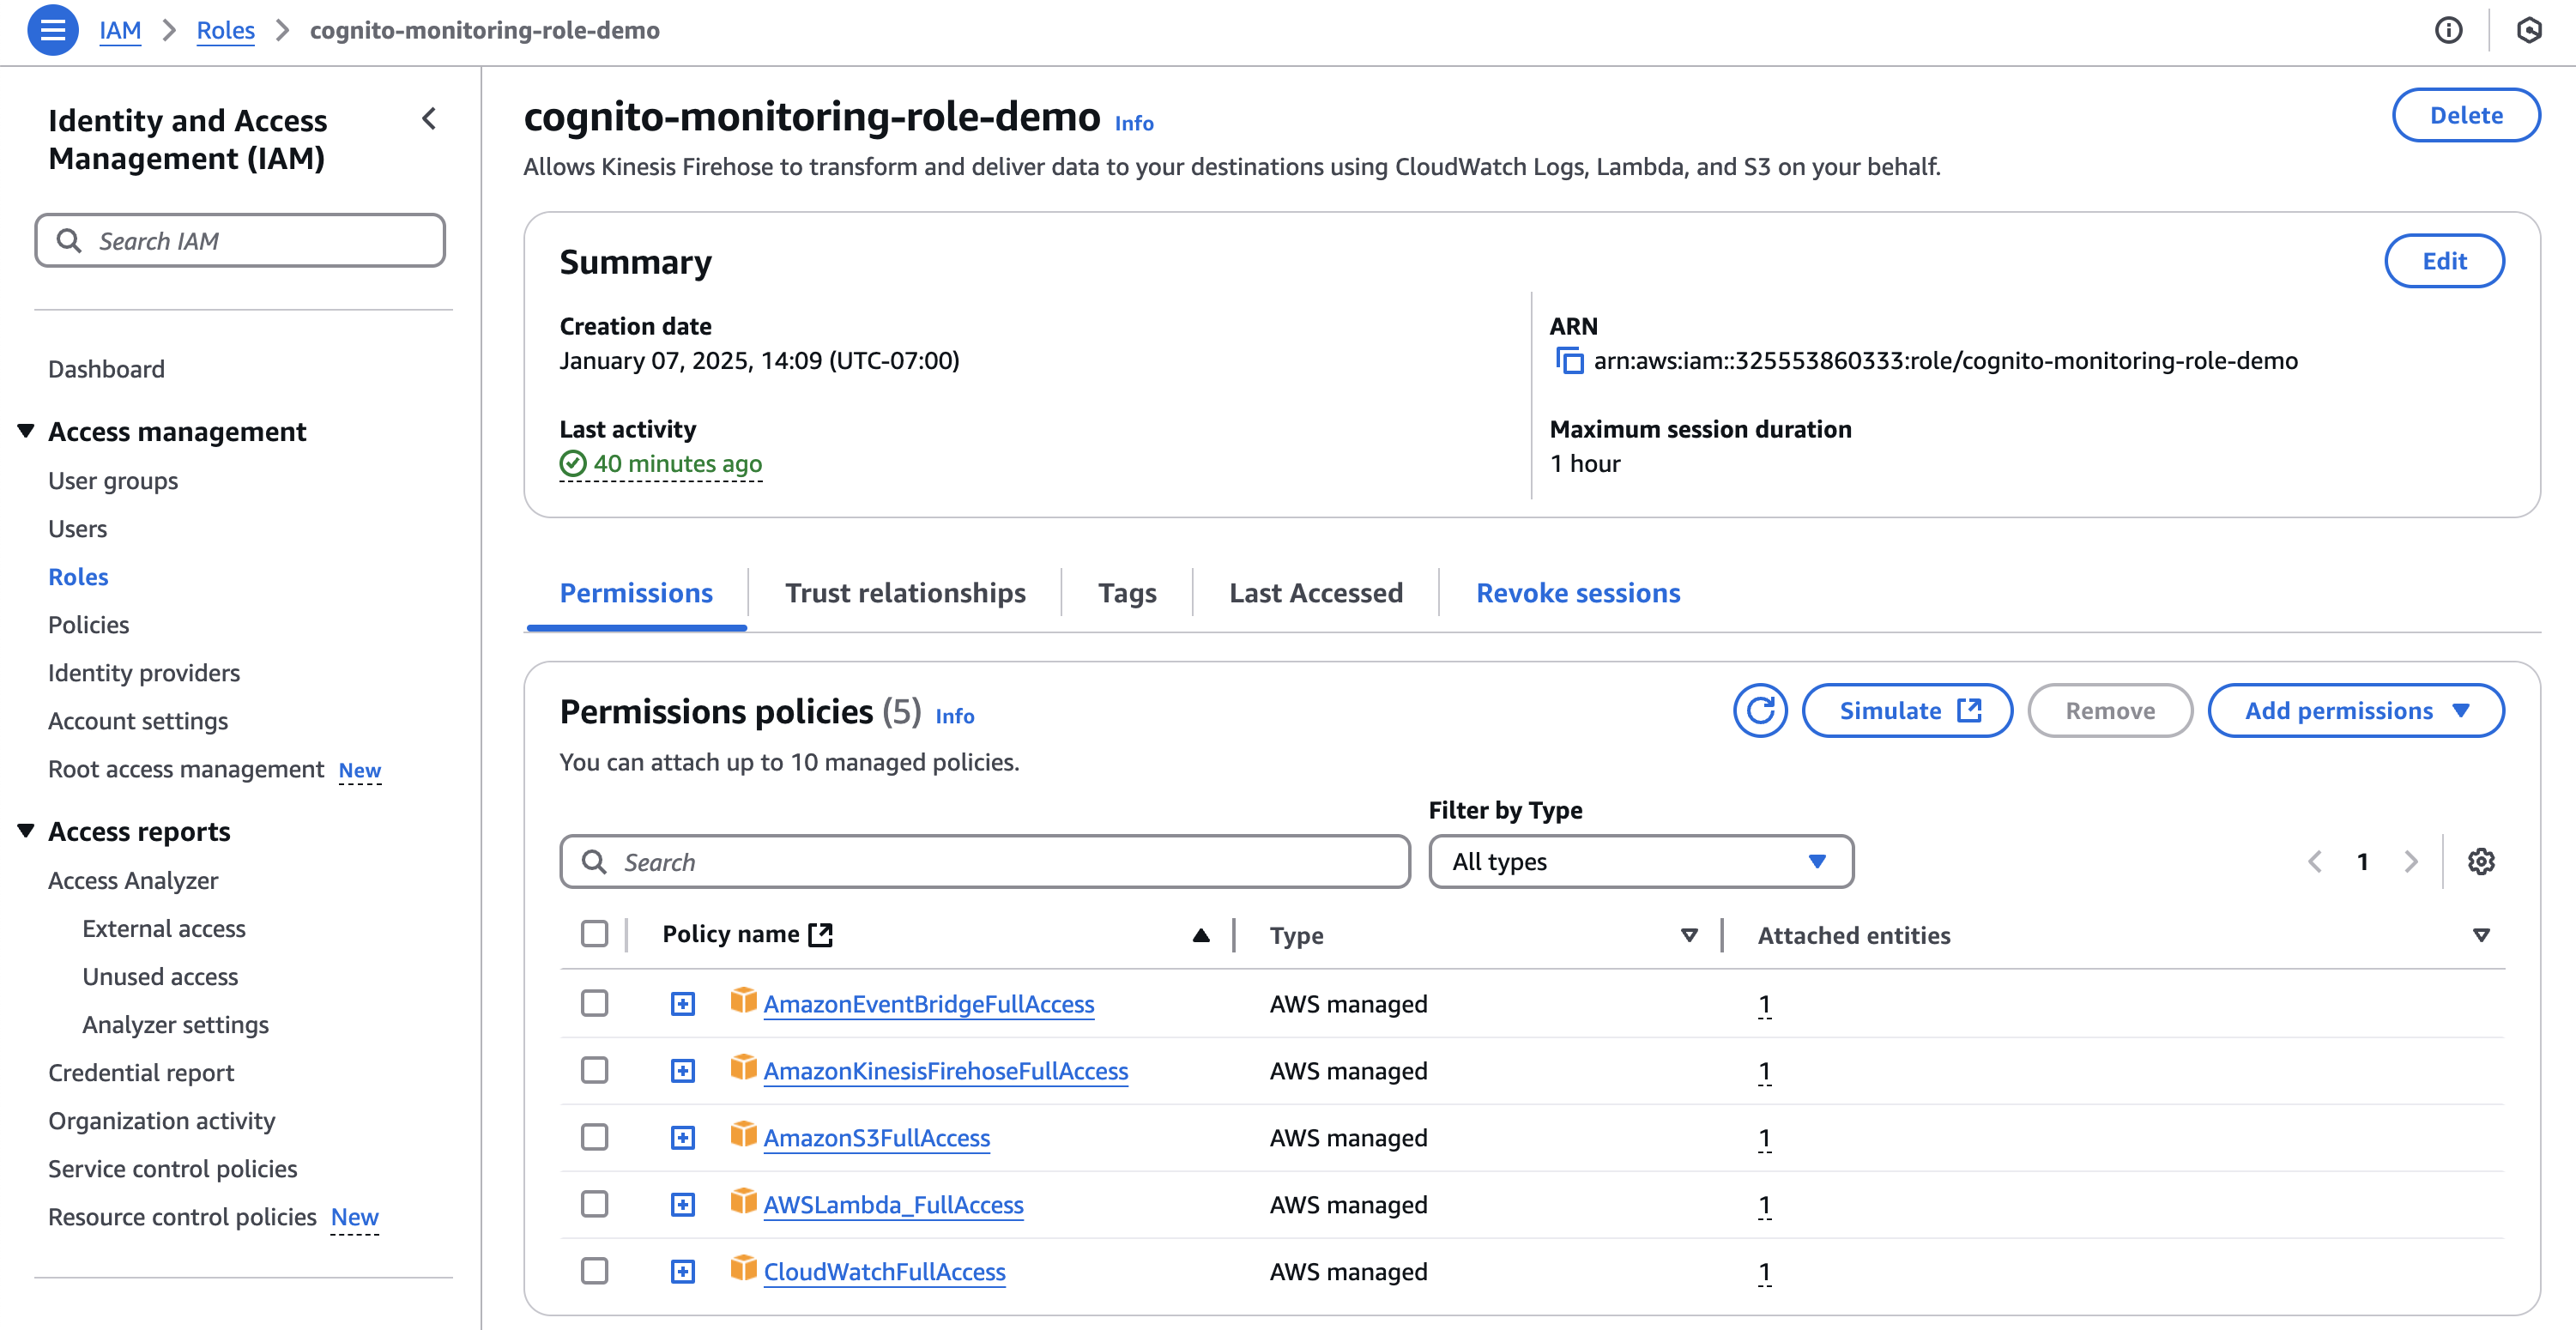 IAM > Roles > cognito-monitoring-role-demo
Identity and Access
Management (IAM)
Search IAM
Dashboard
Access management
User groups
Users
Roles
Policies
Identity providers
Account settings
Root access management New
Access reports
Access Analyzer
External access
Unused access
Analyzer settings
Credential report
Organization activity
Service control policies
Resource control policies New
cognito-monitoring-role-demo Info
Delete
Allows Kinesis Firehose to transform and deliver data to your destinations using CloudWatch Logs, Lambda, and S3 on your behalf.
Summary
Edit
Creation date
January 07, 2025, 14:09 (UTC-07:00)
ARN
arn:aws:iam::325553860333:role/cognito-monitoring-role-demo
Last activity
40 minutes ago
Maximum session duration
1 hour
Permissions Trust relationships Tags Last Accessed Revoke sessions
Permissions policies (5) Info
Simulate Remove Add permissions
You can attach up to 10 managed policies.
Filter by Type
Search All types 1
Policy name Type Attached entities
AmazonEventBridgeFullAccess AWS managed 1
AmazonKinesisFirehoseFullAccess AWS managed 1
AmazonS3FullAccess AWS managed 1
AWSLambda_FullAccess AWS managed 1
CloudWatchFullAccess AWS managed 1